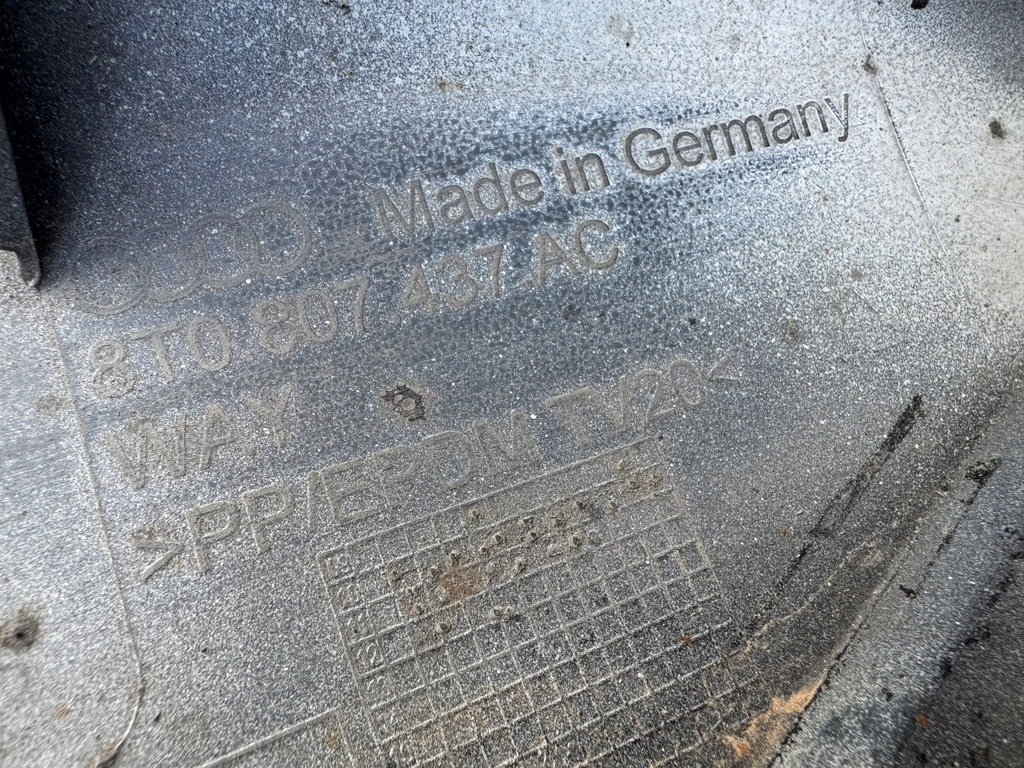 Made in Germany
8T0.807.437.AC
WAY
>PP/EPDM TV20<